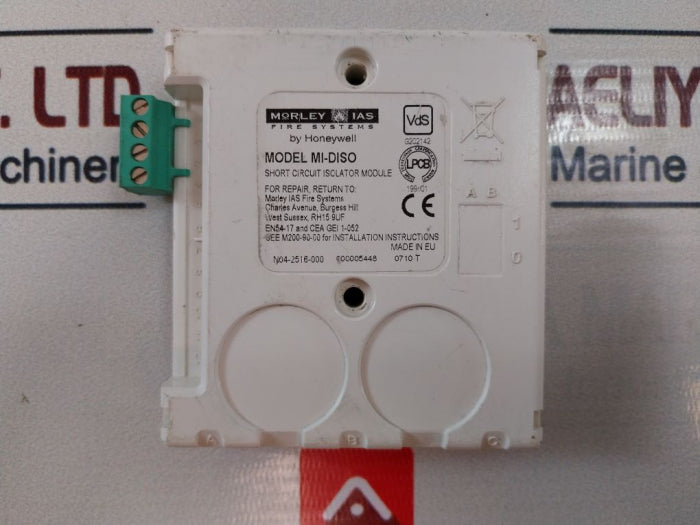 . LTD
AELIY
chiner
Marine
MORLEY IAS
FIRE SYSTEMS
by Honeywell
VdS
G202142
MODEL MI-DISO
SHORT CIRCUIT ISOLATOR MODULE
LPCB
199/01
FOR REPAIR, RETURN TO:
Morley IAS Fire Systems
Charles Avenue, Burgess Hill
West Sussex, RH15 9UF
EN54-17 and CEA GEI 1-052
SEE M200-90-00 for INSTALLATION INSTRUCTIONS
MADE IN EU
CE
N04-2516-000 600005448 0710 T
A B
1
0
A B C